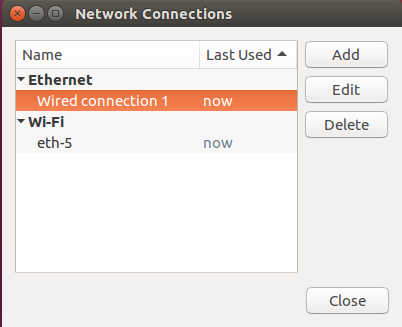 Network Connections
Name Last Used
Ethernet
Wired connection 1 now
Wi-Fi
eth-5 now
Add
Edit
Delete
Close